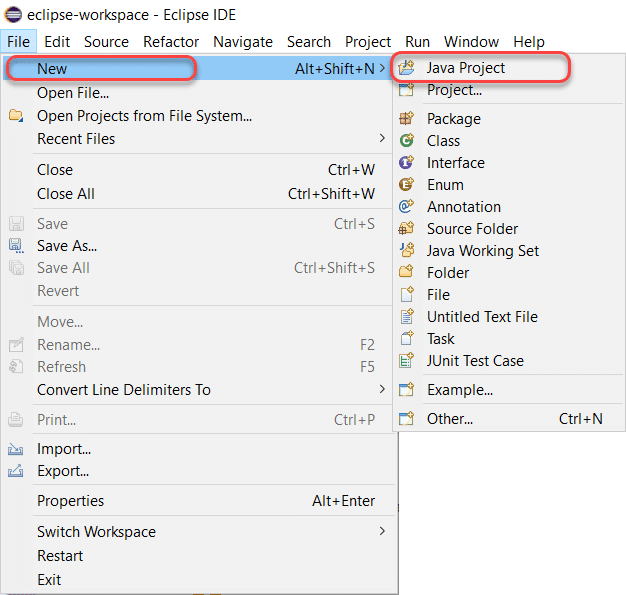 eclipse-workspace - Eclipse IDE
File Edit Source Refactor Navigate Search Project Run Window Help
New Alt+Shift+N >
Open File...
Open Projects from File System...
Recent Files >
Close Ctrl+W
Close All Ctrl+Shift+W
Save Ctrl+S
Save As...
Save All Ctrl+Shift+S
Revert
Move...
Rename... F2
Refresh F5
Convert Line Delimiters To >
Print... Ctrl+P
Import...
Export...
Properties Alt+Enter
Switch Workspace >
Restart
Exit
Java Project
Project...
Package
Class
Interface
Enum
Annotation
Source Folder
Java Working Set
Folder
File
Untitled Text File
Task
JUnit Test Case
Example...
Other... Ctrl+N